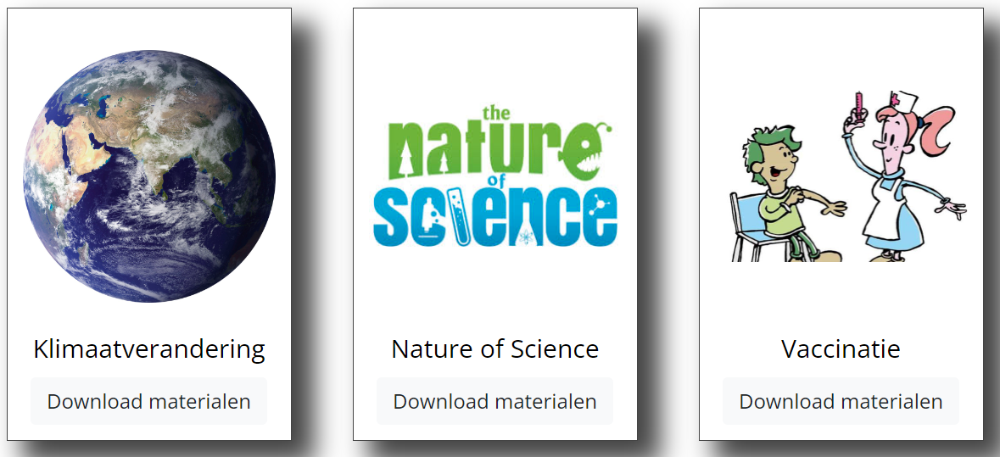 Klimaatverandering
Download materialen
the
nature
of
science
Nature of Science
Download materialen
Vaccinatie
Download materialen